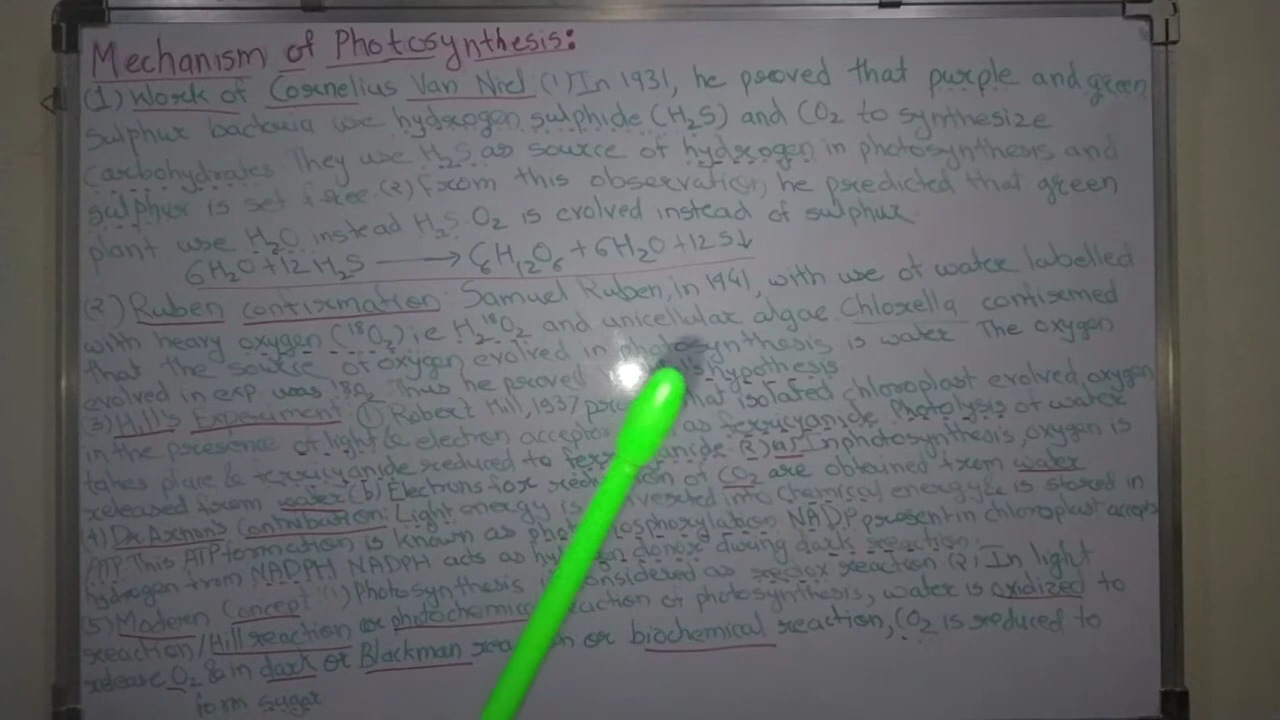 Mechanism of Photosynthesis:
(1) Work of Cornelius Van Niel (1) In 1931, he proved that purple and green
sulphur use hydrogen sulphide (H₂S) and CO₂ to synthesize
carbohydrates They use H₂S as source of hydrogen in photosynthesis and
sulphur is set free. (2) From this observation, he predicted that green
plant use H₂O instead H₂S O₂ is evolved instead of sulphur
6H₂O + 12H₂S ⟶ C₆H₁₂O₆ + 6H₂O + 12S↓
(2) Ruben confirmation: Samuel Ruben, in 1941, with use of water labelled
with heavy oxygen (¹⁸O₂) ie H₂¹⁸O₂ and unicellular algae Chlorella confirmed
that the source of oxygen evolved in photosynthesis is water The oxygen
evolved in exp was ¹⁸O₂ Thus he proved hypothesis
(3) Hill's Experiment ① Robert Hill, 1937 that isolated chloroplast evolved oxygen
in the presence of light & electron acceptor as ferricyanide. Photolysis of water
takes place & ferricyanide reduced to (2) (a) In photosynthesis, oxygen is
released from water (b) Electrons for of CO₂ are obtained from water
(4) Dr Arnon's Contribution: Light energy is into chemical energy & is stored in
ATP This ATP formation is known as NADP present in chloroplast accepts
hydrogen from NADPH NADPH acts as donor during dark reaction.
(5) Modern Concept: (1) Photosynthesis is considered as redox reaction (2) In light
reaction/Hill reaction or photochemical reaction of photosynthesis, water is oxidized to
release O₂ & in dark or Blackman or biochemical reaction, CO₂ is reduced to
form sugar